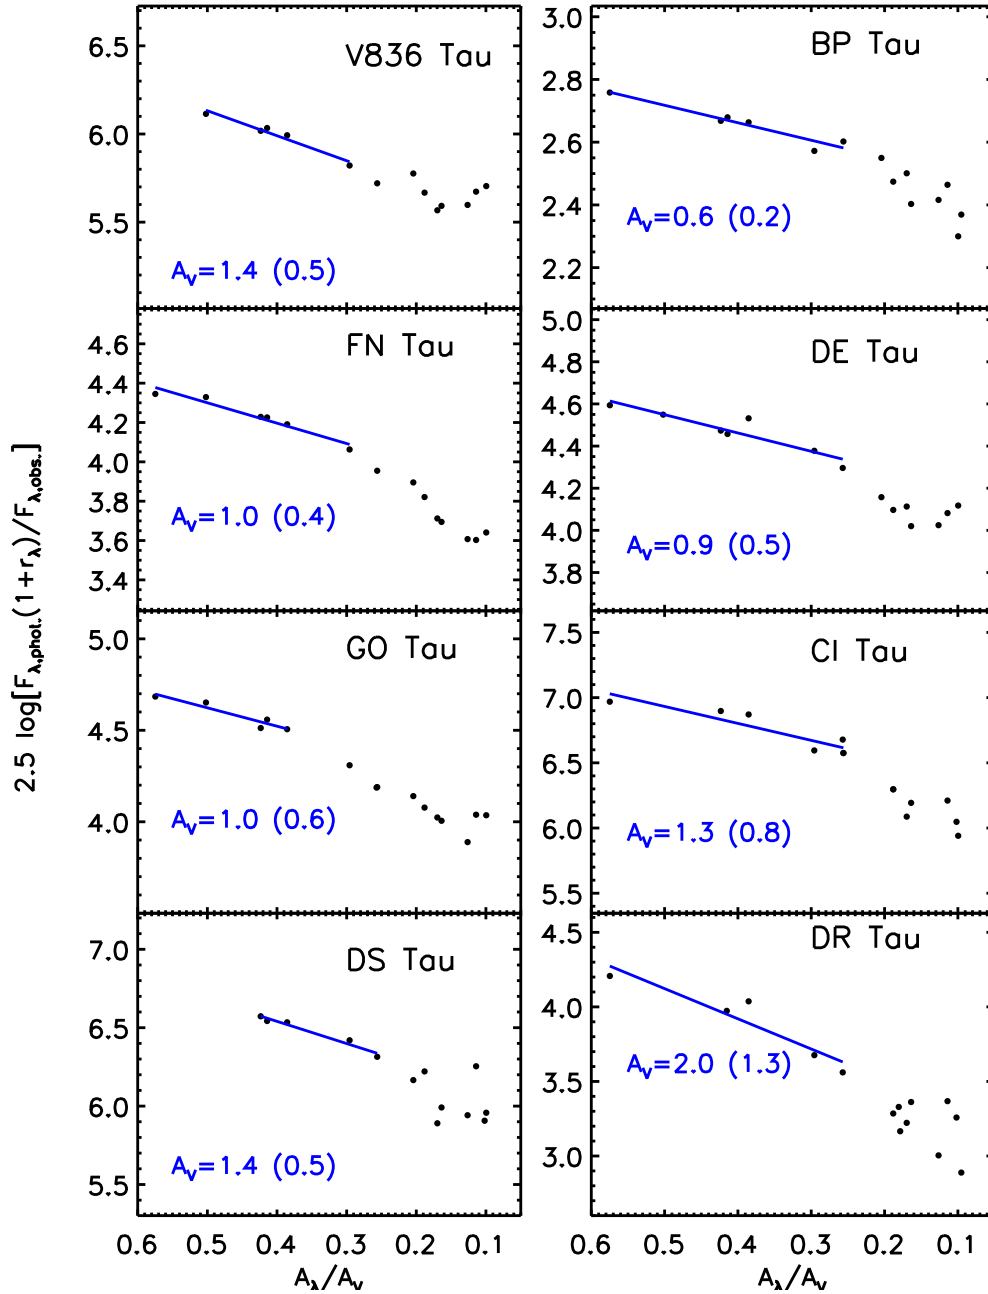 V836 Tau
6.5
6.0
5.5
A_V=1.4 (0.5)
BP Tau
3.0
2.8
2.6
2.4
2.2
A_V=0.6 (0.2)
FN Tau
4.6
4.4
4.2
4.0
3.8
3.6
3.4
A_V=1.0 (0.4)
DE Tau
5.0
4.8
4.6
4.4
4.2
4.0
3.8
A_V=0.9 (0.5)
2.5 log[F_λ,phot.(1+r_λ)/F_λ,obs.]
GO Tau
5.0
4.5
4.0
A_V=1.0 (0.6)
CI Tau
7.5
7.0
6.5
6.0
5.5
A_V=1.3 (0.8)
DS Tau
7.0
6.5
6.0
5.5
A_V=1.4 (0.5)
DR Tau
4.5
4.0
3.5
3.0
A_V=2.0 (1.3)
0.6 0.5 0.4 0.3 0.2 0.1
A_λ/A_V
0.6 0.5 0.4 0.3 0.2 0.1
A_λ/A_V